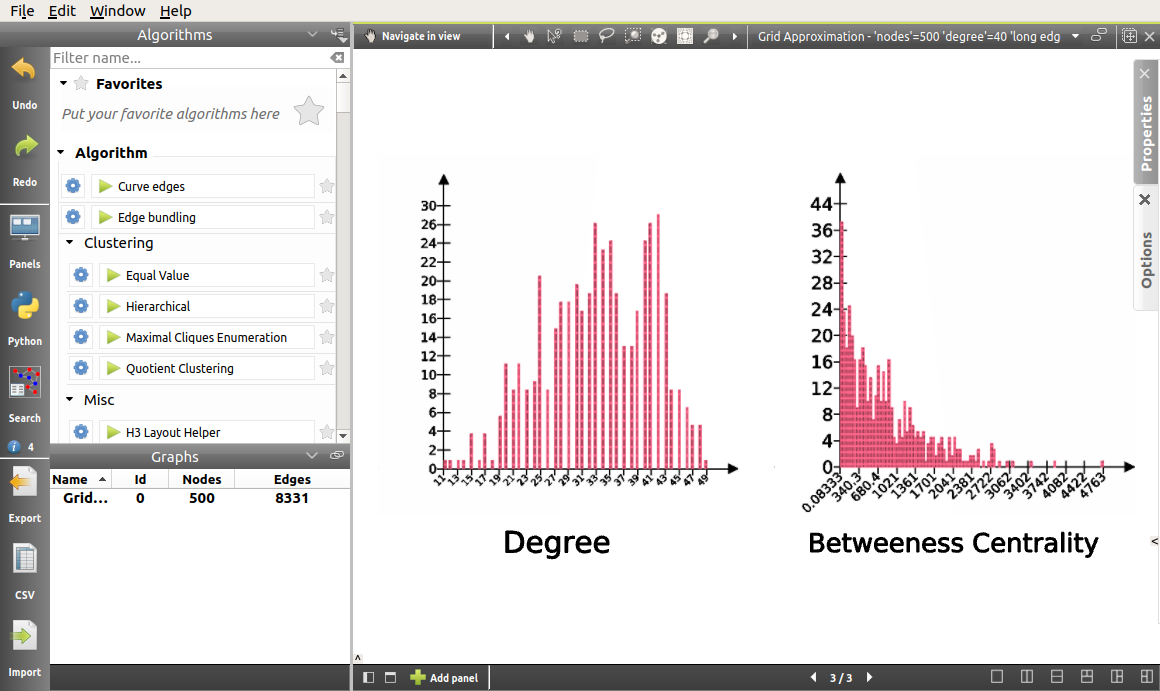 File Edit Window Help
Algorithms
Navigate in view
Grid Approximation - 'nodes'=500 'degree'=40 'long edg
Filter name...
Undo
Redo
Panels
Python
Search
4
Export
CSV
Import
Favorites
Put your favorite algorithms here
Algorithm
Curve edges
Edge bundling
Clustering
Equal Value
Hierarchical
Maximal Cliques Enumeration
Quotient Clustering
Misc
H3 Layout Helper
Graphs
Name Id Nodes Edges
Grid... 0 500 8331
30
26
24
22
20
18
16
14
12
10
8
6
4
2
0
11 13 15 17 19 21 23 25 27 29 31 33 35 37 39 41 43 45 47 49
Degree
44
36
32
28
24
20
16
12
8
4
0
0.08333 340.3 680.4 1021 1361 1701 2041 2381 2722 3062 3402 3742 4082 4422 4763
Betweeness Centrality
Properties
Options
Add panel
3 / 3